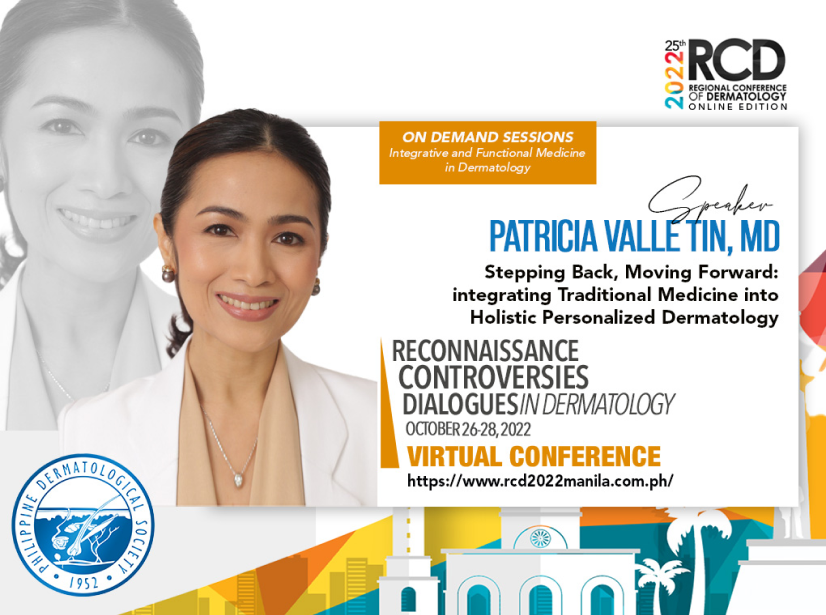 25th
2022
RCD
REGIONAL CONFERENCE
OF DERMATOLOGY
ONLINE EDITION
ON DEMAND SESSIONS
Integrative and Functional Medicine
in Dermatology
Speaker
PATRICIA VALLE TIN, MD
Stepping Back, Moving Forward:
integrating Traditional Medicine into
Holistic Personalized Dermatology
RECONNAISSANCE
CONTROVERSIES
DIALOGUES IN DERMATOLOGY
OCTOBER 26-28, 2022
VIRTUAL CONFERENCE
https://www.rcd2022manila.com.ph/
PHILIPPINE DERMATOLOGICAL SOCIETY
• 1952 •